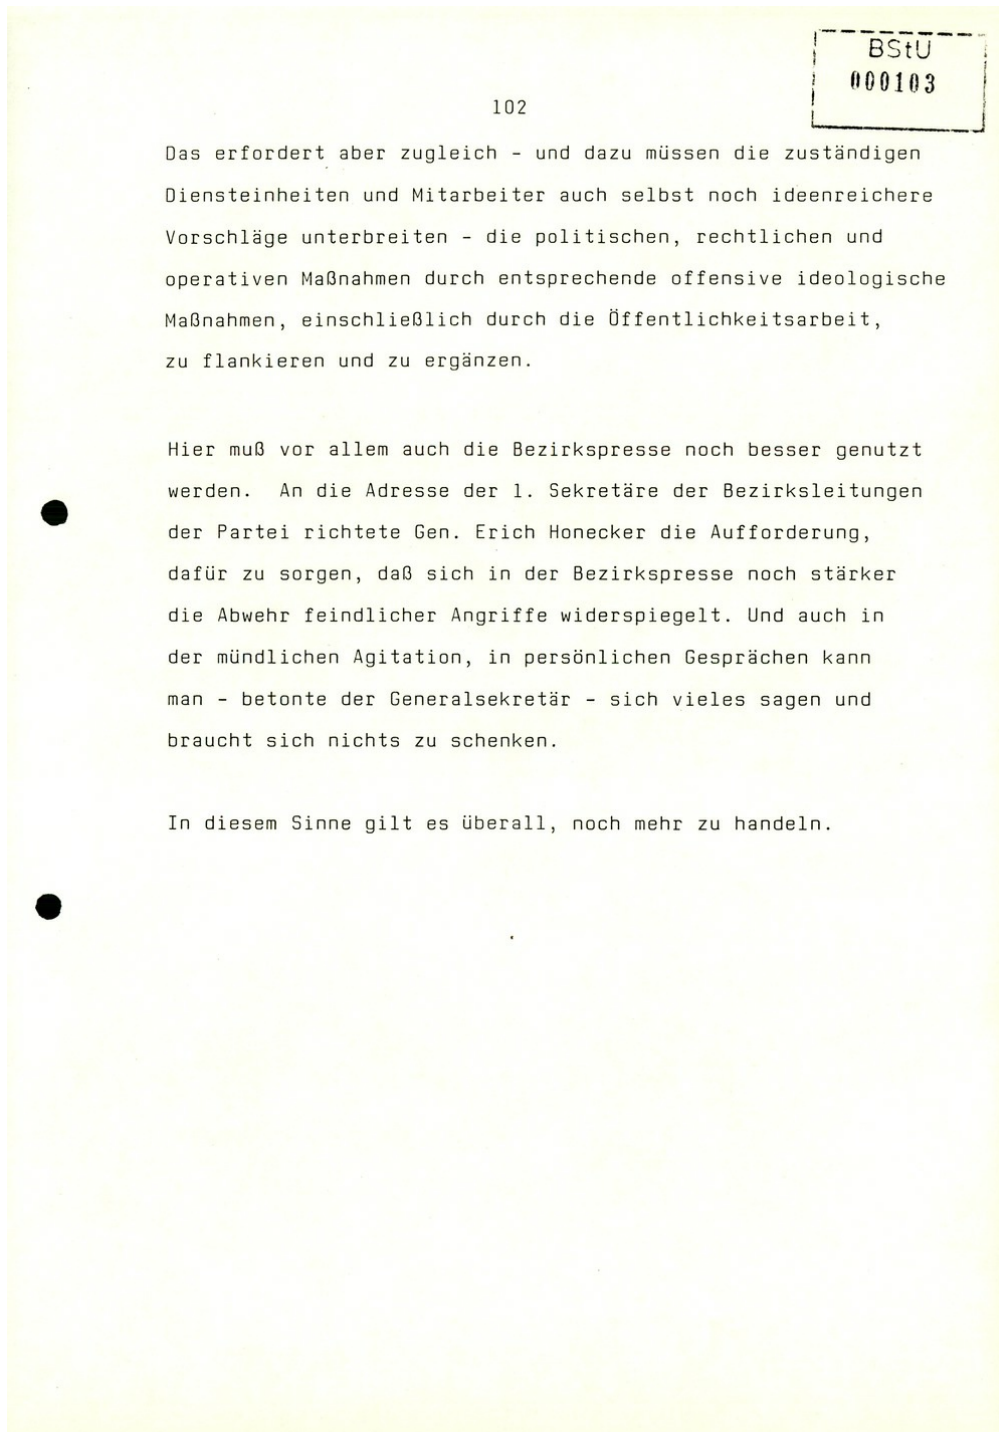 BStU
000103
102
Das erfordert aber zugleich - und dazu müssen die zuständigen
Diensteinheiten und Mitarbeiter auch selbst noch ideenreichere
Vorschläge unterbreiten - die politischen, rechtlichen und
operativen Maßnahmen durch entsprechende offensive ideologische
Maßnahmen, einschließlich durch die Öffentlichkeitsarbeit,
zu flankieren und zu ergänzen.
Hier muß vor allem auch die Bezirkspresse noch besser genutzt
werden. An die Adresse der 1. Sekretäre der Bezirksleitungen
der Partei richtete Gen. Erich Honecker die Aufforderung,
dafür zu sorgen, daß sich in der Bezirkspresse noch stärker
die Abwehr feindlicher Angriffe widerspiegelt. Und auch in
der mündlichen Agitation, in persönlichen Gesprächen kann
man - betonte der Generalsekretär - sich vieles sagen und
braucht sich nichts zu schenken.
In diesem Sinne gilt es überall, noch mehr zu handeln.